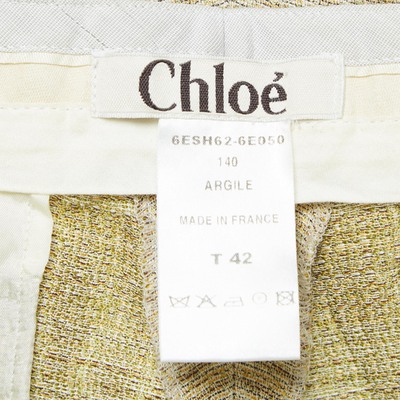 Chloé
6ESH62-6E050
140
ARGILE
MADE IN FRANCE
T 42